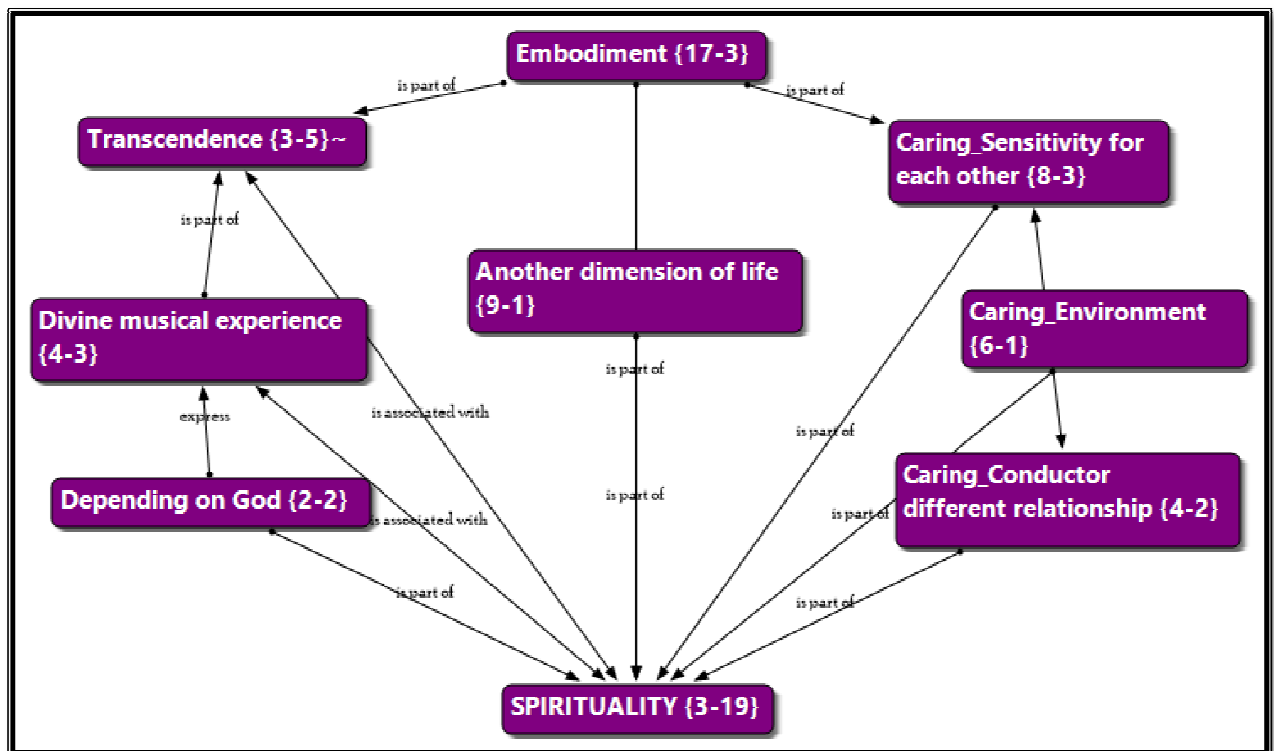 Embodiment {17-3}
is part of
is part of
Transcendence {3-5}~
Caring_Sensitivity for
each other {8-3}
is part of
Another dimension of life
{9-1}
Divine musical experience
{4-3}
Caring_Environment
{6-1}
is part of
express
is associated with
is part of
Caring_Conductor
different relationship {4-2}
Depending on God {2-2}
is part of
is associated with
is part of
is part of
is part of
SPIRITUALITY {3-19}